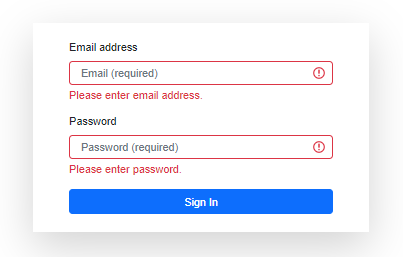 Email address
Email (required)
Please enter email address.
Password
Password (required)
Please enter password.
Sign In